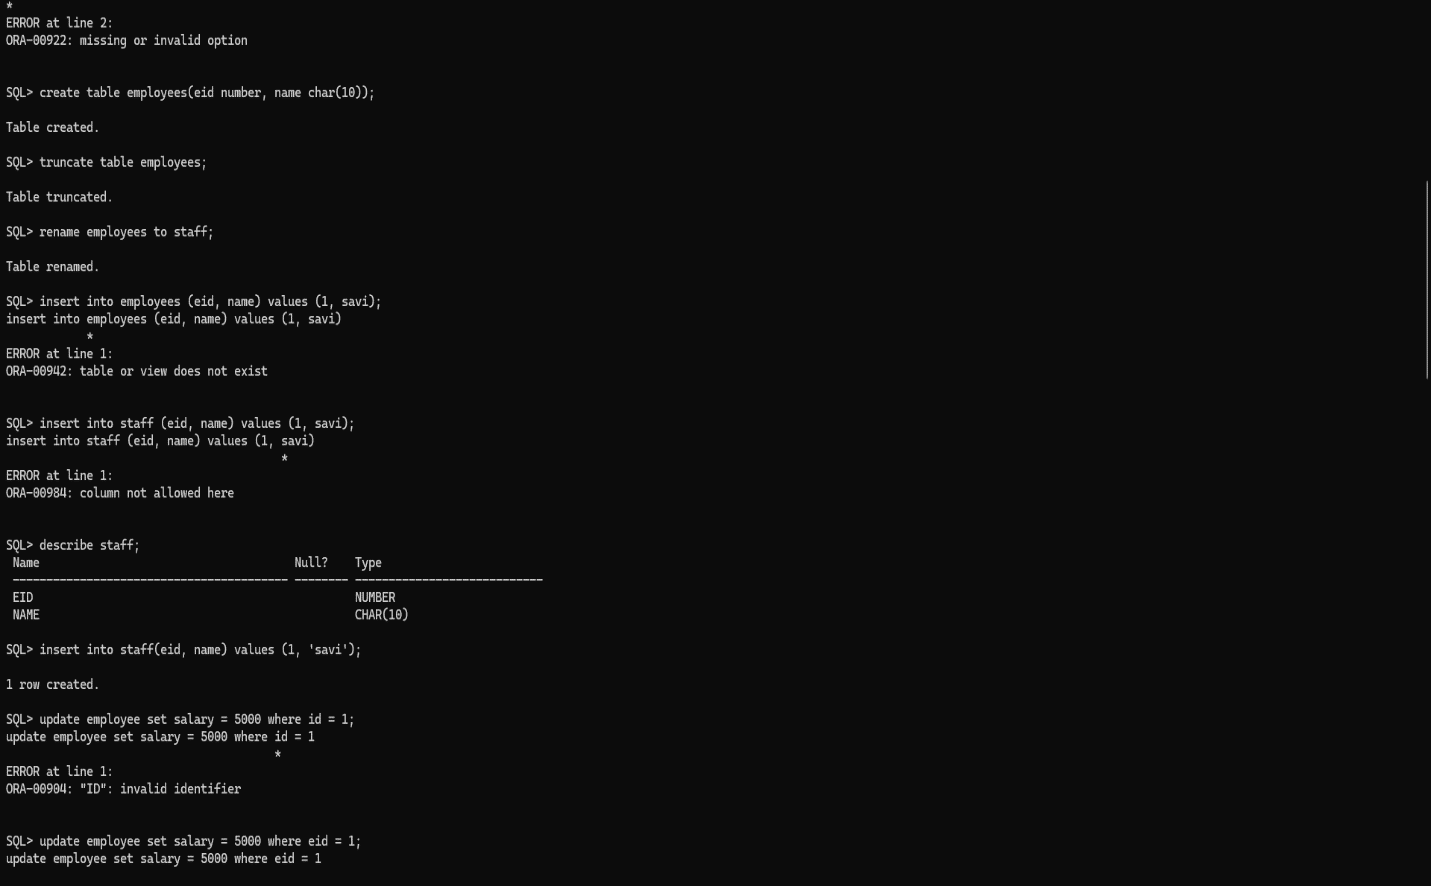 *
ERROR at line 2:
ORA-00922: missing or invalid option
SQL> create table employees(eid number, name char(10));
Table created.
SQL> truncate table employees;
Table truncated.
SQL> rename employees to staff;
Table renamed.
SQL> insert into employees (eid, name) values (1, savi);
insert into employees (eid, name) values (1, savi)
*
ERROR at line 1:
ORA-00942: table or view does not exist
SQL> insert into staff (eid, name) values (1, savi);
insert into staff (eid, name) values (1, savi)
*
ERROR at line 1:
ORA-00984: column not allowed here
SQL> describe staff;
Name Null? Type
----------------------------------------- -------- ----------------------------
EID NUMBER
NAME CHAR(10)
SQL> insert into staff(eid, name) values (1, 'savi');
1 row created.
SQL> update employee set salary = 5000 where id = 1;
update employee set salary = 5000 where id = 1
*
ERROR at line 1:
ORA-00904: "ID": invalid identifier
SQL> update employee set salary = 5000 where eid = 1;
update employee set salary = 5000 where eid = 1